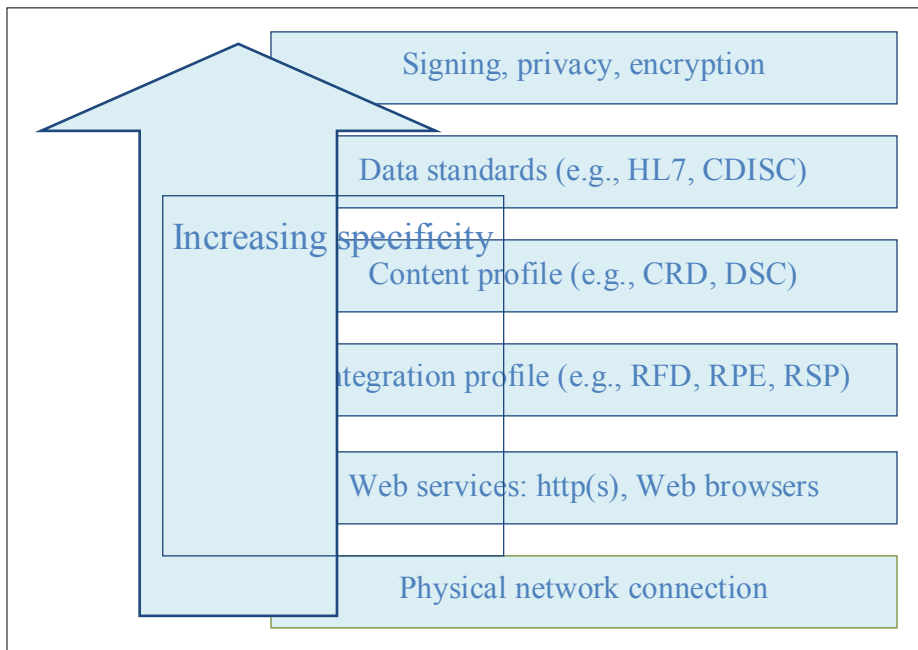 Signing, privacy, encryption
Data standards (e.g., HL7, CDISC)
Increasing specificity
Content profile (e.g., CRD, DSC)
ntegration profile (e.g., RFD, RPE, RSP)
Web services: http(s), Web browsers
Physical network connection